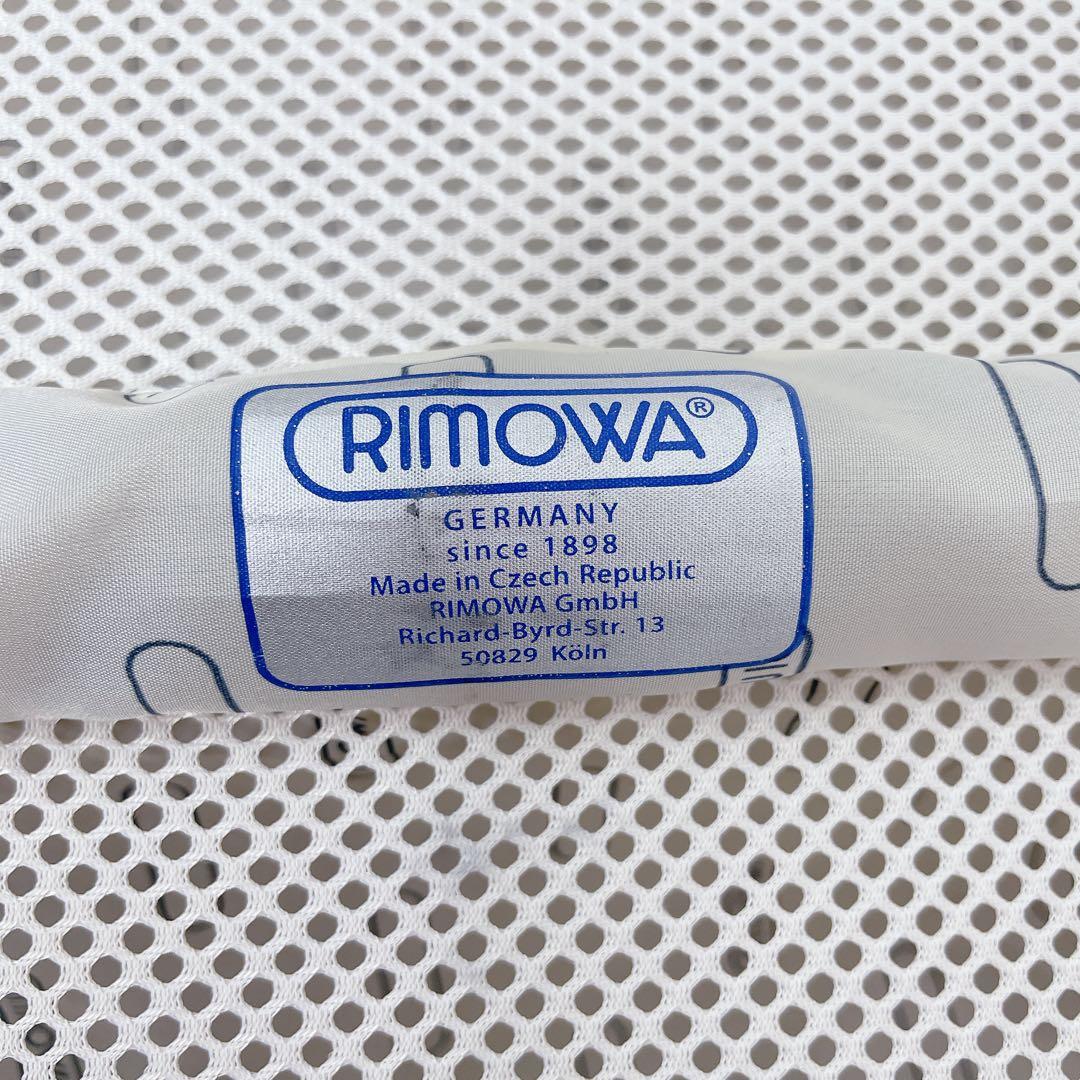 RIMOWA®
GERMANY
since 1898
Made in Czech Republic
RIMOWA GmbH
Richard-Byrd-Str. 13
50829 Köln